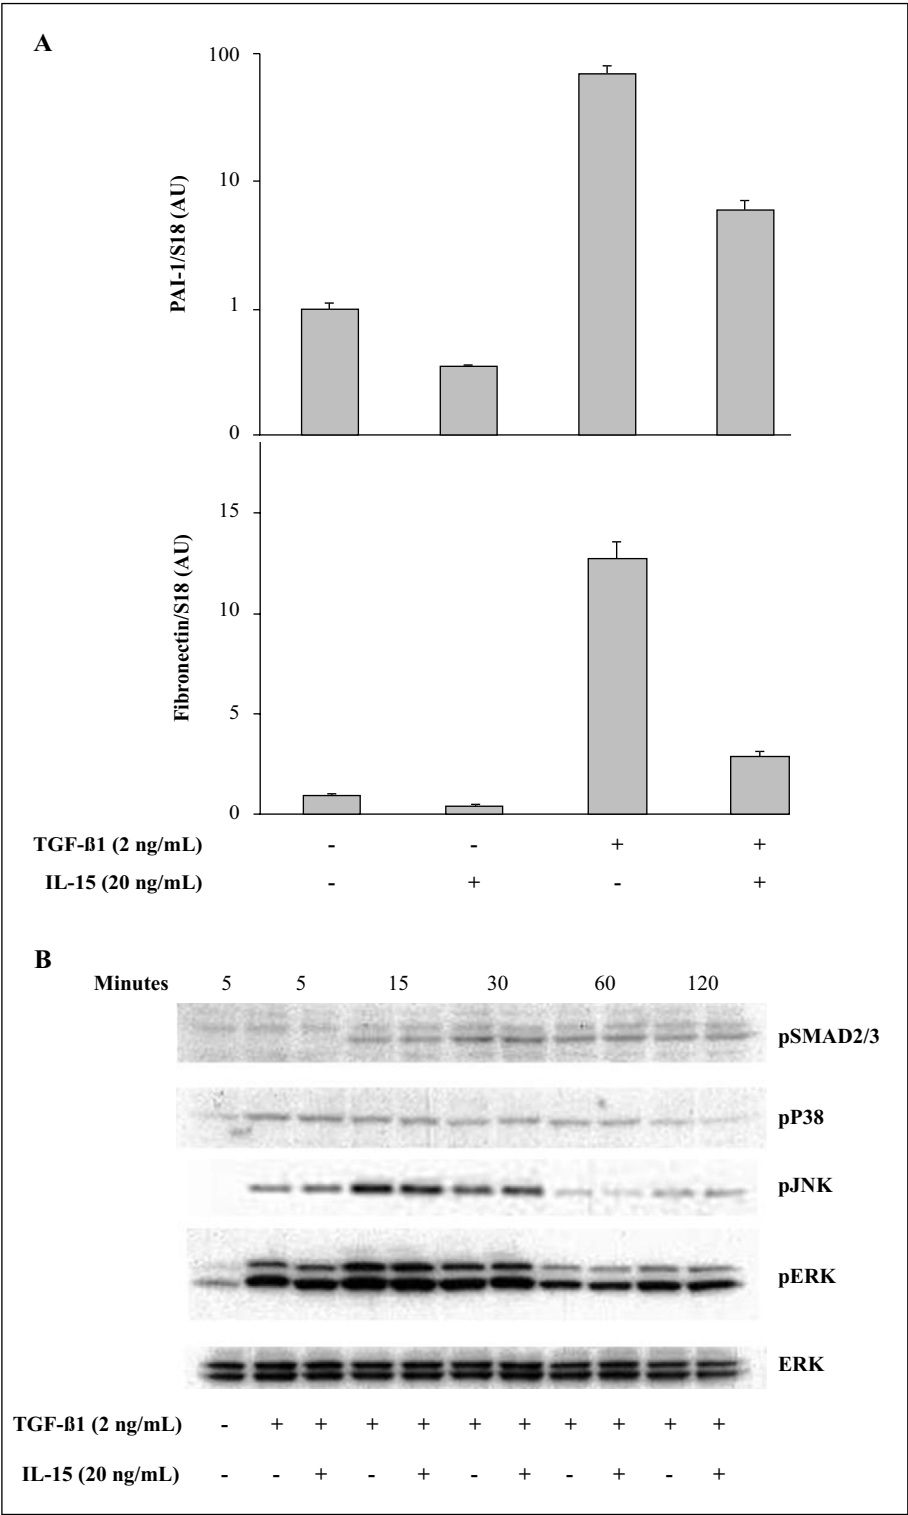 A
100
10
1
0
PAI-1/S18 (AU)
15
10
5
0
Fibronectin/S18 (AU)
TGF-ß1 (2 ng/mL) - - + +
IL-15 (20 ng/mL) - + - +
B
Minutes 5 5 15 30 60 120
pSMAD2/3
pP38
pJNK
pERK
ERK
TGF-ß1 (2 ng/mL) - + + + + + + + + + +
IL-15 (20 ng/mL) - - + - + - + - + - +